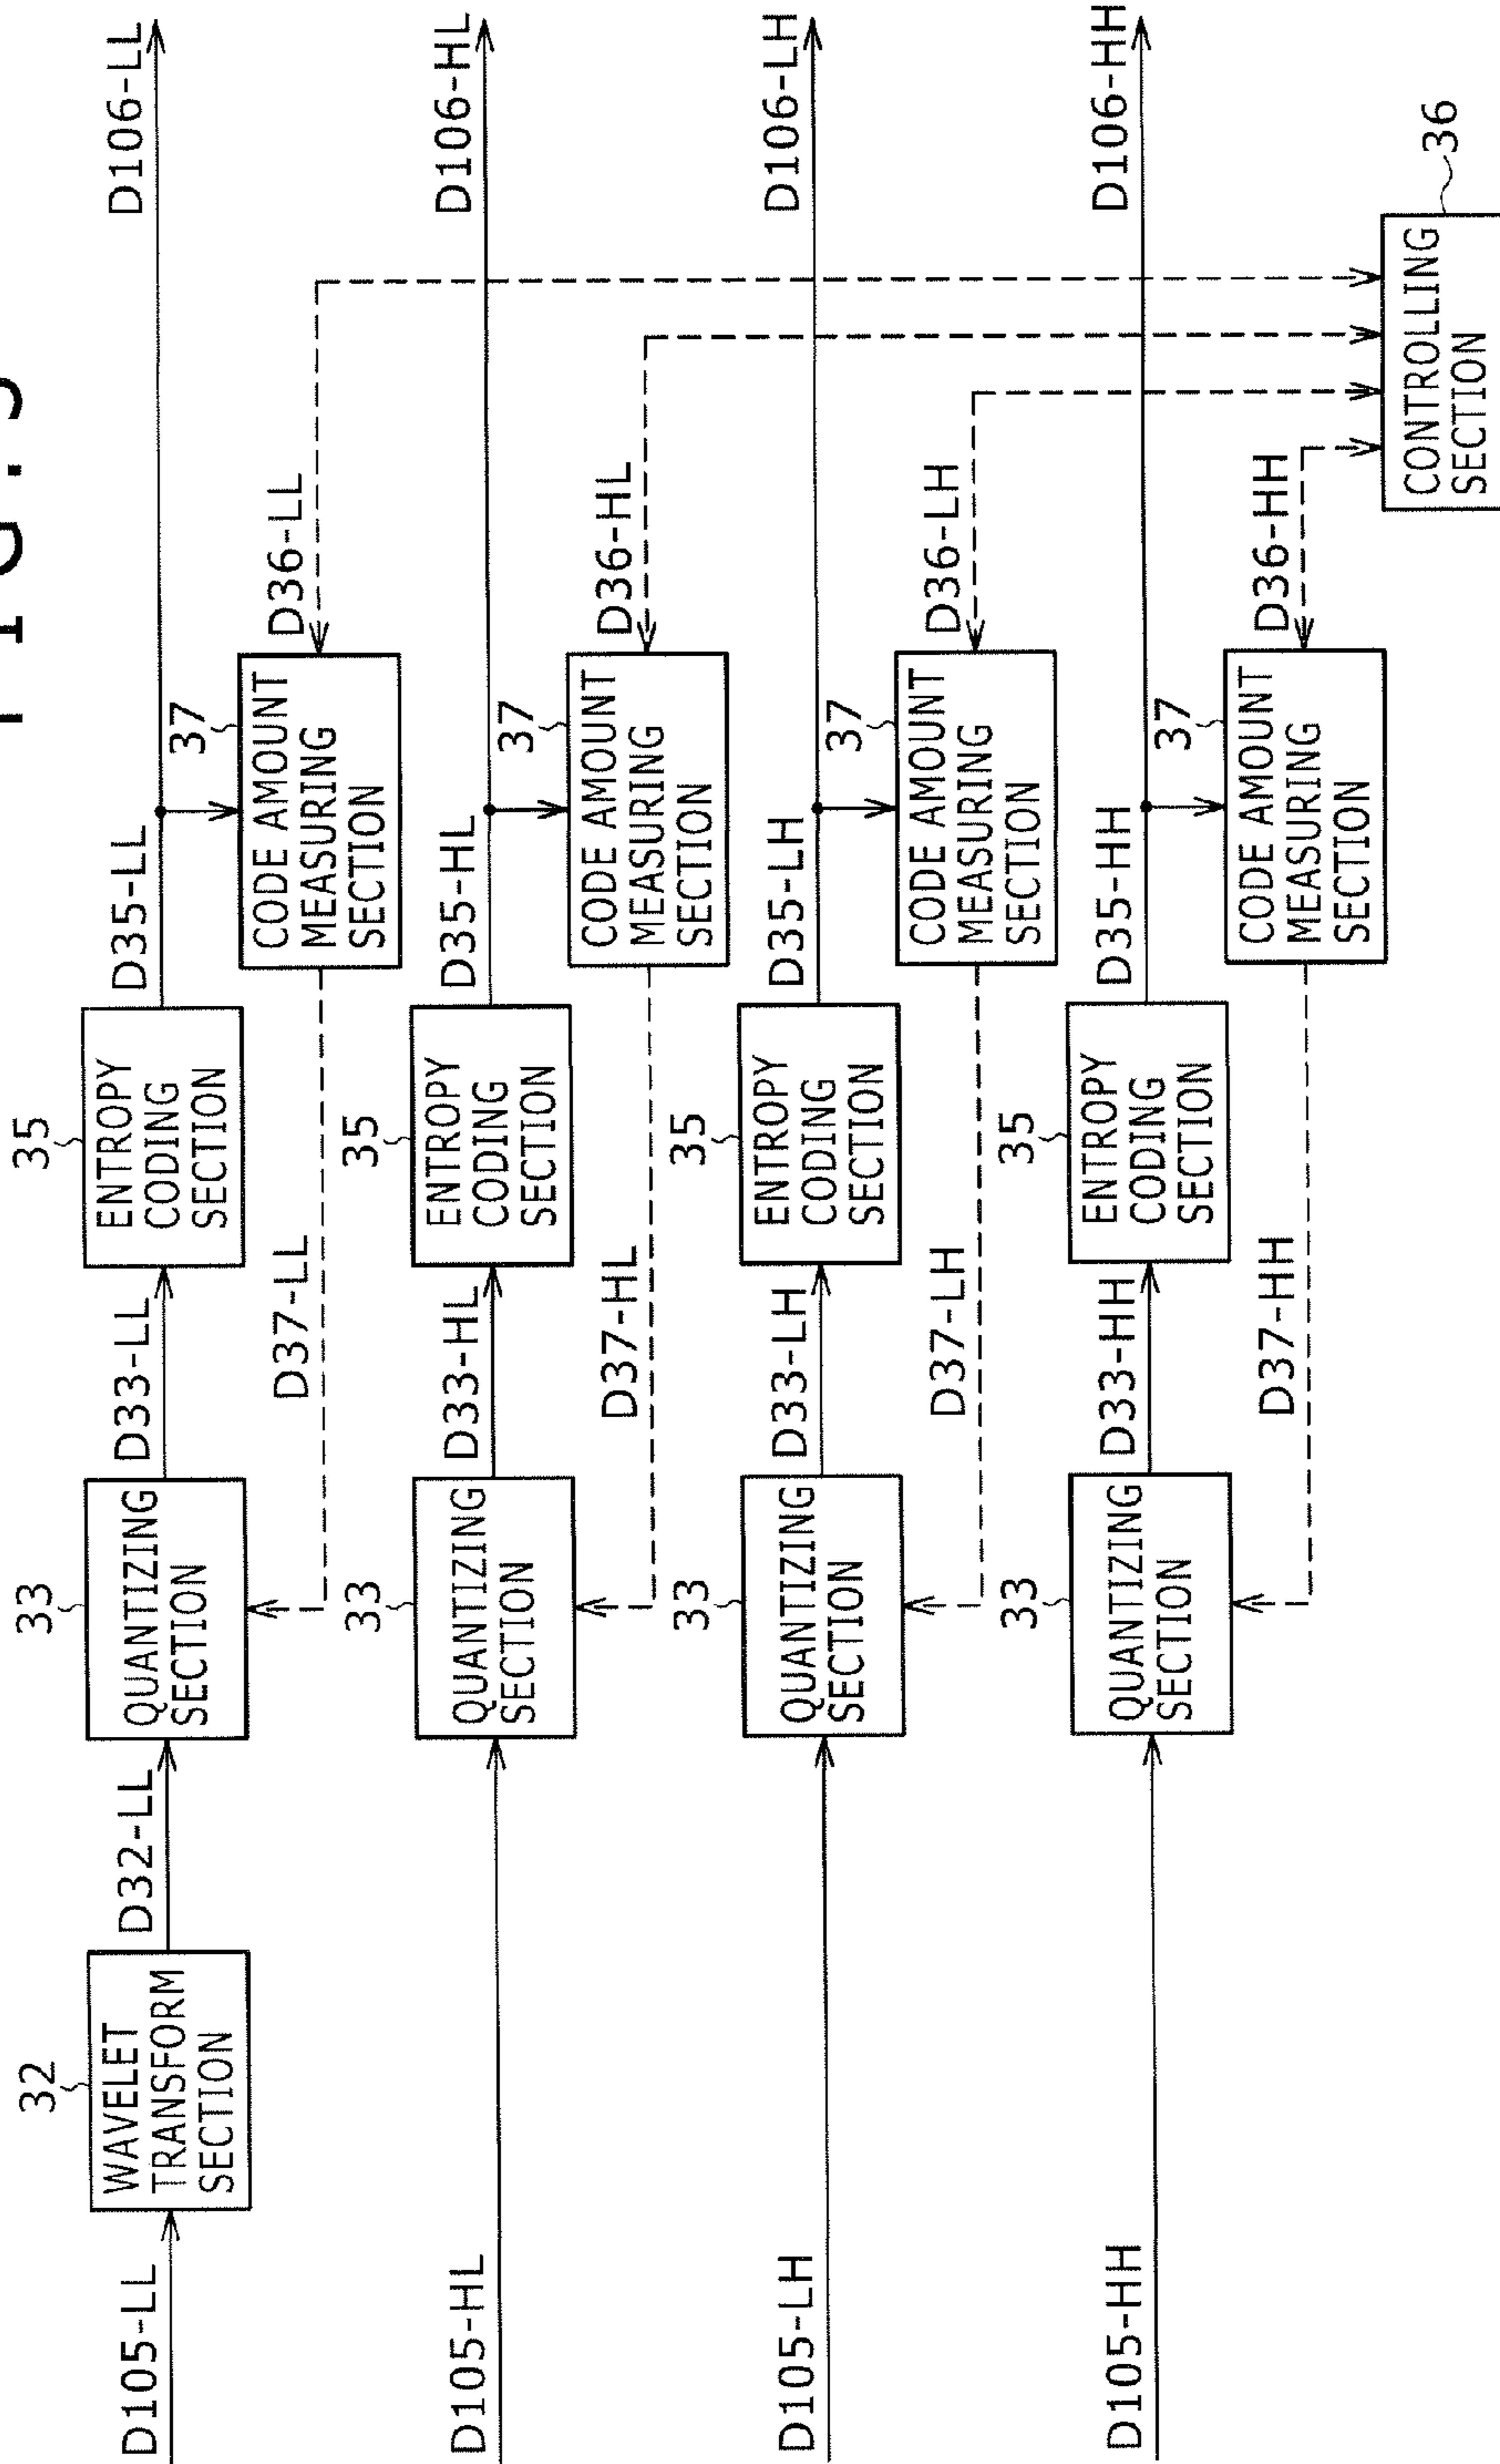 D105-LL
32
WAVELET
TRANSFORM
SECTION
D32-LL
33
QUANTIZING
SECTION
D33-LL
35
ENTROPY
CODING
SECTION
D35-LL
D106-LL
37
CODE AMOUNT
MEASURING
SECTION
D36-LL
D37-LL
D105-HL
33
QUANTIZING
SECTION
D33-HL
35
ENTROPY
CODING
SECTION
D35-HL
D106-HL
37
CODE AMOUNT
MEASURING
SECTION
D36-HL
D37-HL
D105-LH
33
QUANTIZING
SECTION
D33-LH
35
ENTROPY
CODING
SECTION
D35-LH
D106-LH
37
CODE AMOUNT
MEASURING
SECTION
D36-LH
D37-LH
D105-HH
33
QUANTIZING
SECTION
D33-HH
35
ENTROPY
CODING
SECTION
D35-HH
D106-HH
37
CODE AMOUNT
MEASURING
SECTION
D36-HH
D37-HH
CONTROLLING
SECTION
36